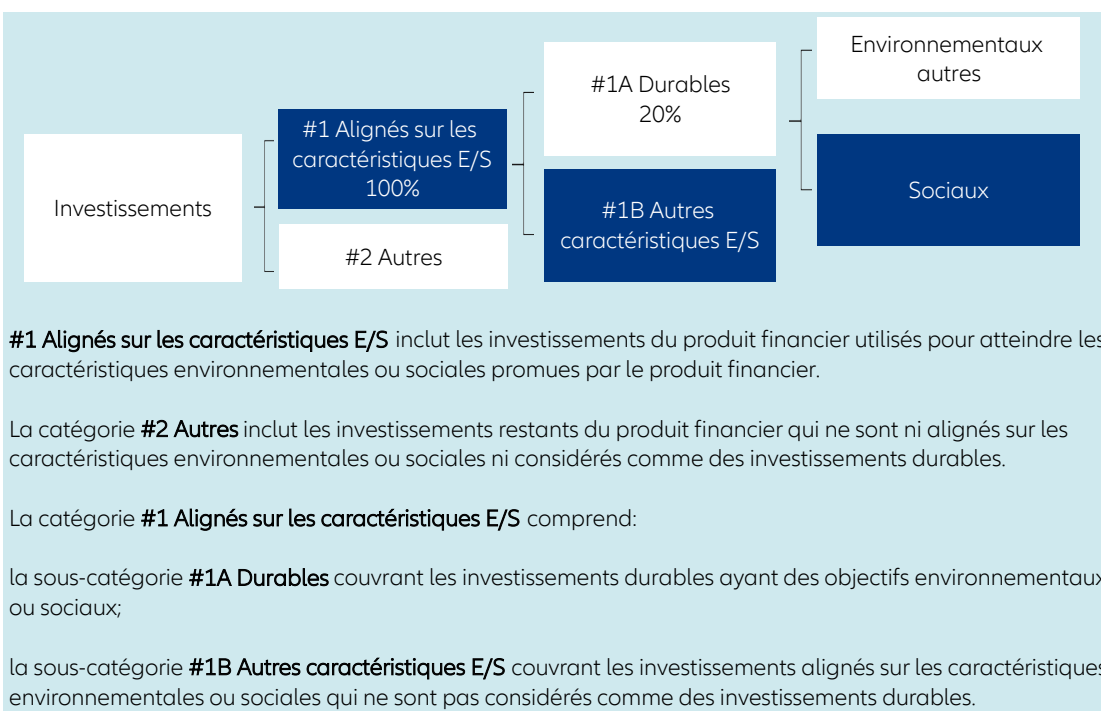 Investissements
#1 Alignés sur les
caractéristiques E/S
100%
#2 Autres
#1A Durables
20%
#1B Autres
caractéristiques E/S
Environnementaux
autres
Sociaux
#1 Alignés sur les caractéristiques E/S inclut les investissements du produit financier utilisés pour atteindre les
caractéristiques environnementales ou sociales promues par le produit financier.
La catégorie #2 Autres inclut les investissements restants du produit financier qui ne sont ni alignés sur les
caractéristiques environnementales ou sociales ni considérés comme des investissements durables.
La catégorie #1 Alignés sur les caractéristiques E/S comprend:
la sous-catégorie #1A Durables couvrant les investissements durables ayant des objectifs environnementaux
ou sociaux;
la sous-catégorie #1B Autres caractéristiques E/S couvrant les investissements alignés sur les caractéristiques
environnementales ou sociales qui ne sont pas considérés comme des investissements durables.